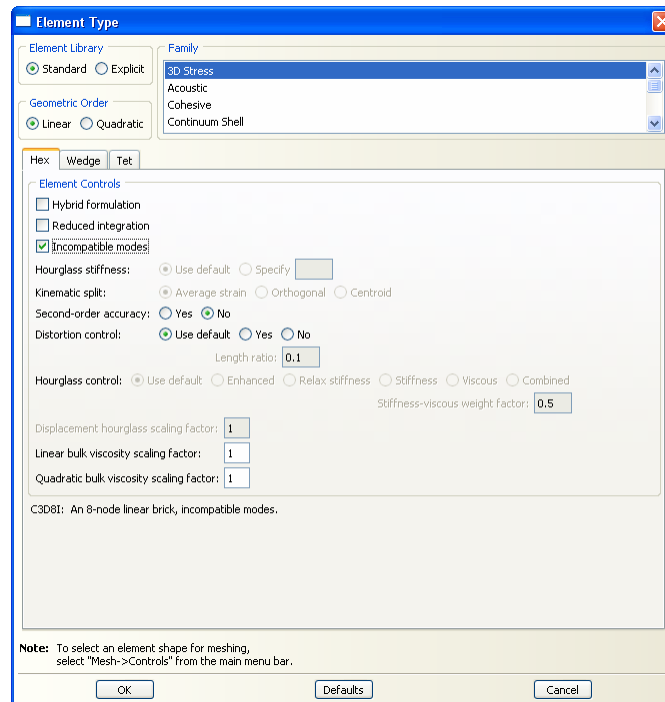 Element Type
Element Library
Standard Explicit
Family
3D Stress
Acoustic
Cohesive
Continuum Shell
Geometric Order
Linear Quadratic
Hex Wedge Tet
Element Controls
Hybrid formulation
Reduced integration
Incompatible modes
Hourglass stiffness: Use default Specify
Kinematic split: Average strain Orthogonal Centroid
Second-order accuracy: Yes No
Distortion control: Use default Yes No
Length ratio: 0.1
Hourglass control: Use default Enhanced Relax stiffness Stiffness Viscous Combined
Stiffness-viscous weight factor: 0.5
Displacement hourglass scaling factor: 1
Linear bulk viscosity scaling factor: 1
Quadratic bulk viscosity scaling factor: 1
C3D8I: An 8-node linear brick, incompatible modes.
Note: To select an element shape for meshing,
select "Mesh->Controls" from the main menu bar.
OK Defaults Cancel